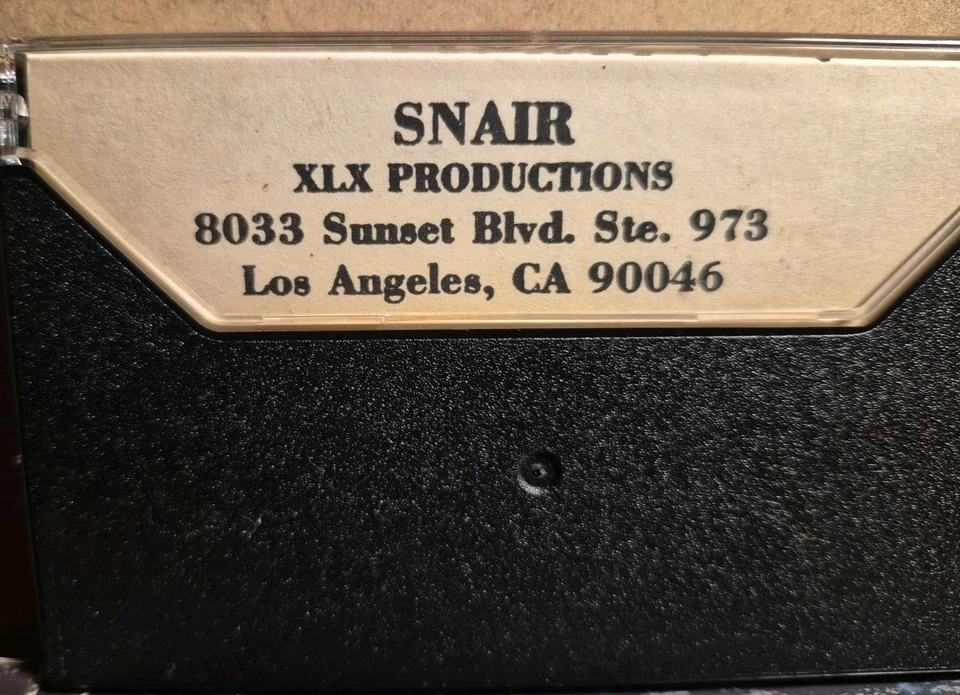 SNAIR
XLX PRODUCTIONS
8033 Sunset Blvd. Ste. 973
Los Angeles, CA 90046